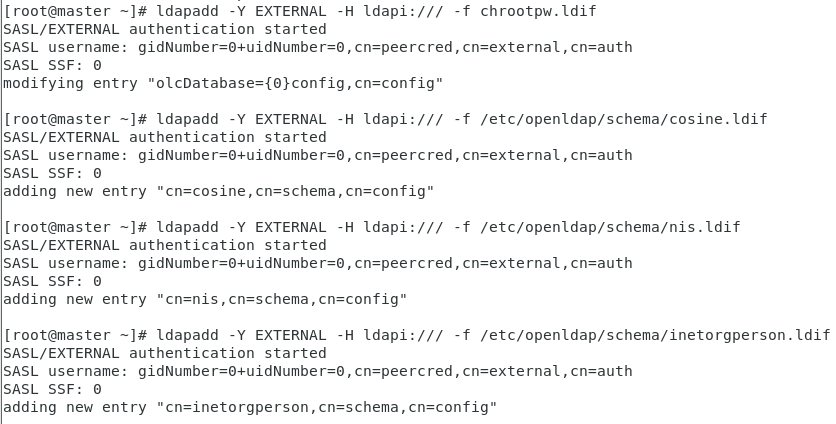 [root@master ~]# ldapadd -Y EXTERNAL -H ldapi:/// -f chrootpw.ldif
SASL/EXTERNAL authentication started
SASL username: gidNumber=0+uidNumber=0,cn=peercred,cn=external,cn=auth
SASL SSF: 0
modifying entry "olcDatabase={0}config,cn=config"
[root@master ~]# ldapadd -Y EXTERNAL -H ldapi:/// -f /etc/openldap/schema/cosine.ldif
SASL/EXTERNAL authentication started
SASL username: gidNumber=0+uidNumber=0,cn=peercred,cn=external,cn=auth
SASL SSF: 0
adding new entry "cn=cosine,cn=schema,cn=config"
[root@master ~]# ldapadd -Y EXTERNAL -H ldapi:/// -f /etc/openldap/schema/nis.ldif
SASL/EXTERNAL authentication started
SASL username: gidNumber=0+uidNumber=0,cn=peercred,cn=external,cn=auth
SASL SSF: 0
adding new entry "cn=nis,cn=schema,cn=config"
[root@master ~]# ldapadd -Y EXTERNAL -H ldapi:/// -f /etc/openldap/schema/inetorgperson.ldif
SASL/EXTERNAL authentication started
SASL username: gidNumber=0+uidNumber=0,cn=peercred,cn=external,cn=auth
SASL SSF: 0
adding new entry "cn=inetorgperson,cn=schema,cn=config"